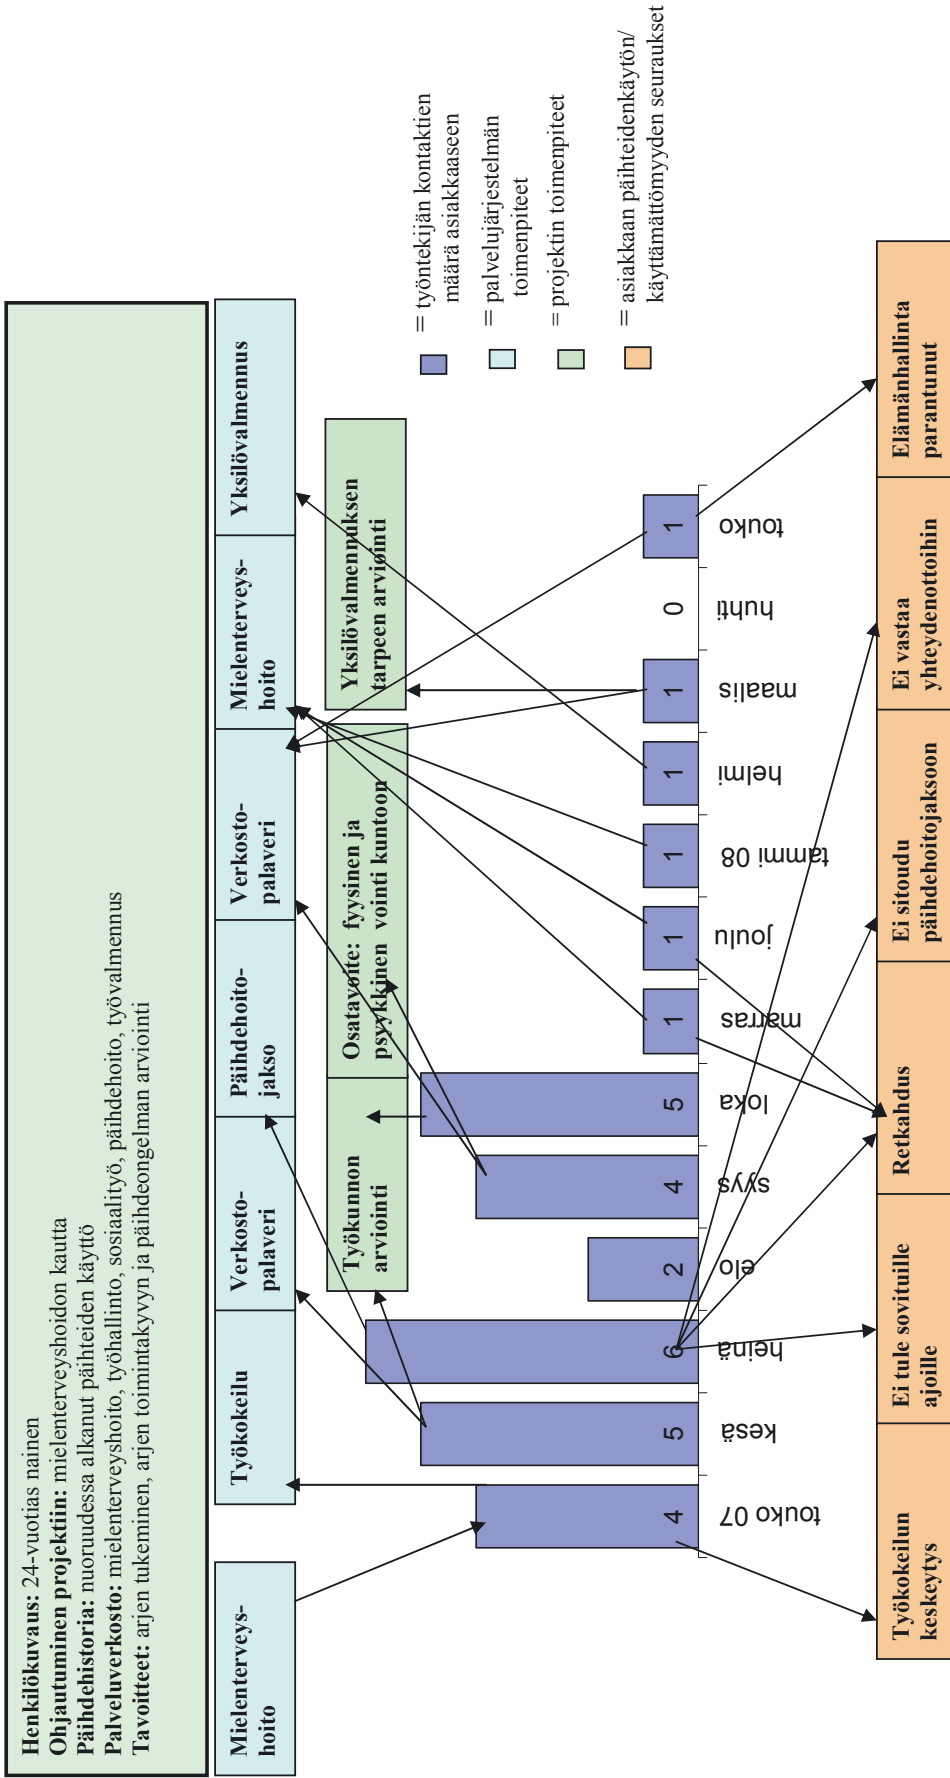 Henkilökuvaus: 24-vuotias nainen
Ohjautuminen projektiin: mielenterveyshoidon kautta
Päihdehistoria: nuoruudessa alkanut päihteiden käyttö
Palveluverkosto: mielenterveyshoito, työhallinto, sosiaalityö, päihdehoito, työvalmennus
Tavoitteet: arjen tukeminen, arjen toimintakyvyn ja päihdeongelman arviointi
Mielenterveys-
hoito
Työkokeilu
Verkosto-
palaveri
Päihdehoito-
jakso
Verkosto-
palaveri
Mielenterveys-
hoito
Yksilövalmennus
Työkunnon
arviointi
Osatavoite: fyysinen ja
psyykkinen vointi kuntoon
Yksilövalmennuksen
tarpeen arviointi
4
5
6
2
4
5
1
1
1
1
1
0
1
touko 07
kesä
heinä
elo
syys
loka
marras
joulu
tammi 08
helmi
maalis
huhti
touko
= työntekijän kontaktien
määrä asiakkaaseen
= palvelujärjestelmän
toimenpiteet
= projektin toimenpiteet
= asiakkaan päihteidenkäytön/
käyttämättömyyden seuraukset
Työkokeilun
keskeytys
Ei tule sovituille
ajoille
Retkahdus
Ei sitoudu
päihdehoitojaksoon
Ei vastaa
yhteydenottoihin
Elämänhallinta
parantunut